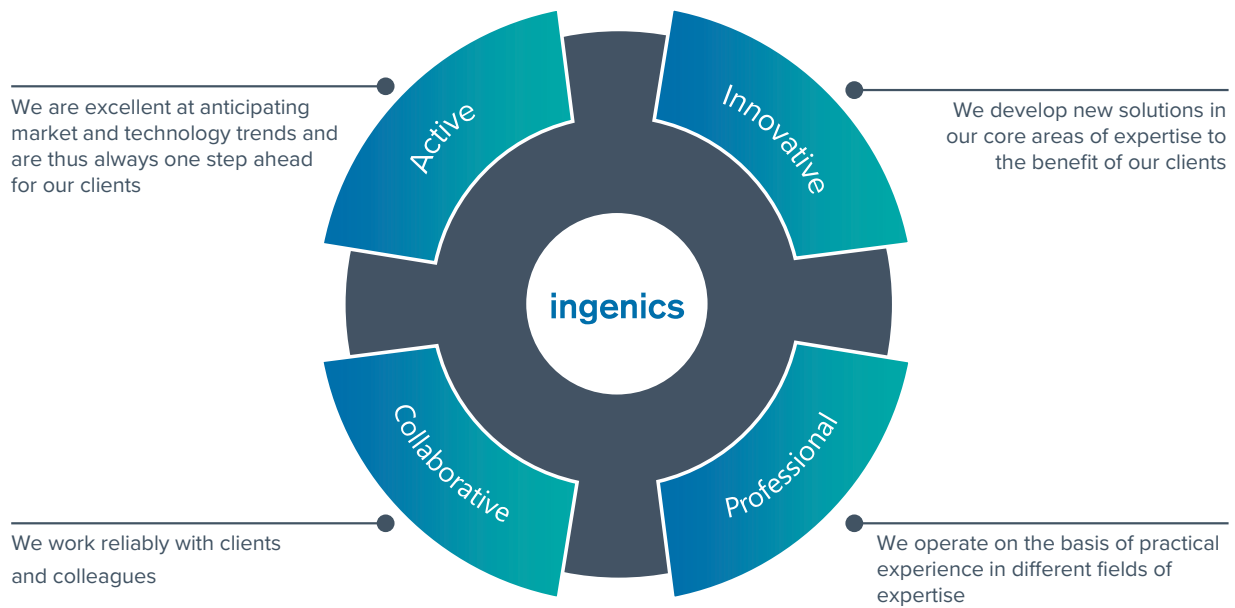 Active
We are excellent at anticipating
market and technology trends and
are thus always one step ahead
for our clients
Innovative
We develop new solutions in
our core areas of expertise to
the benefit of our clients
ingenics
Collaborative
We work reliably with clients
and colleagues
Professional
We operate on the basis of practical
experience in different fields of
expertise